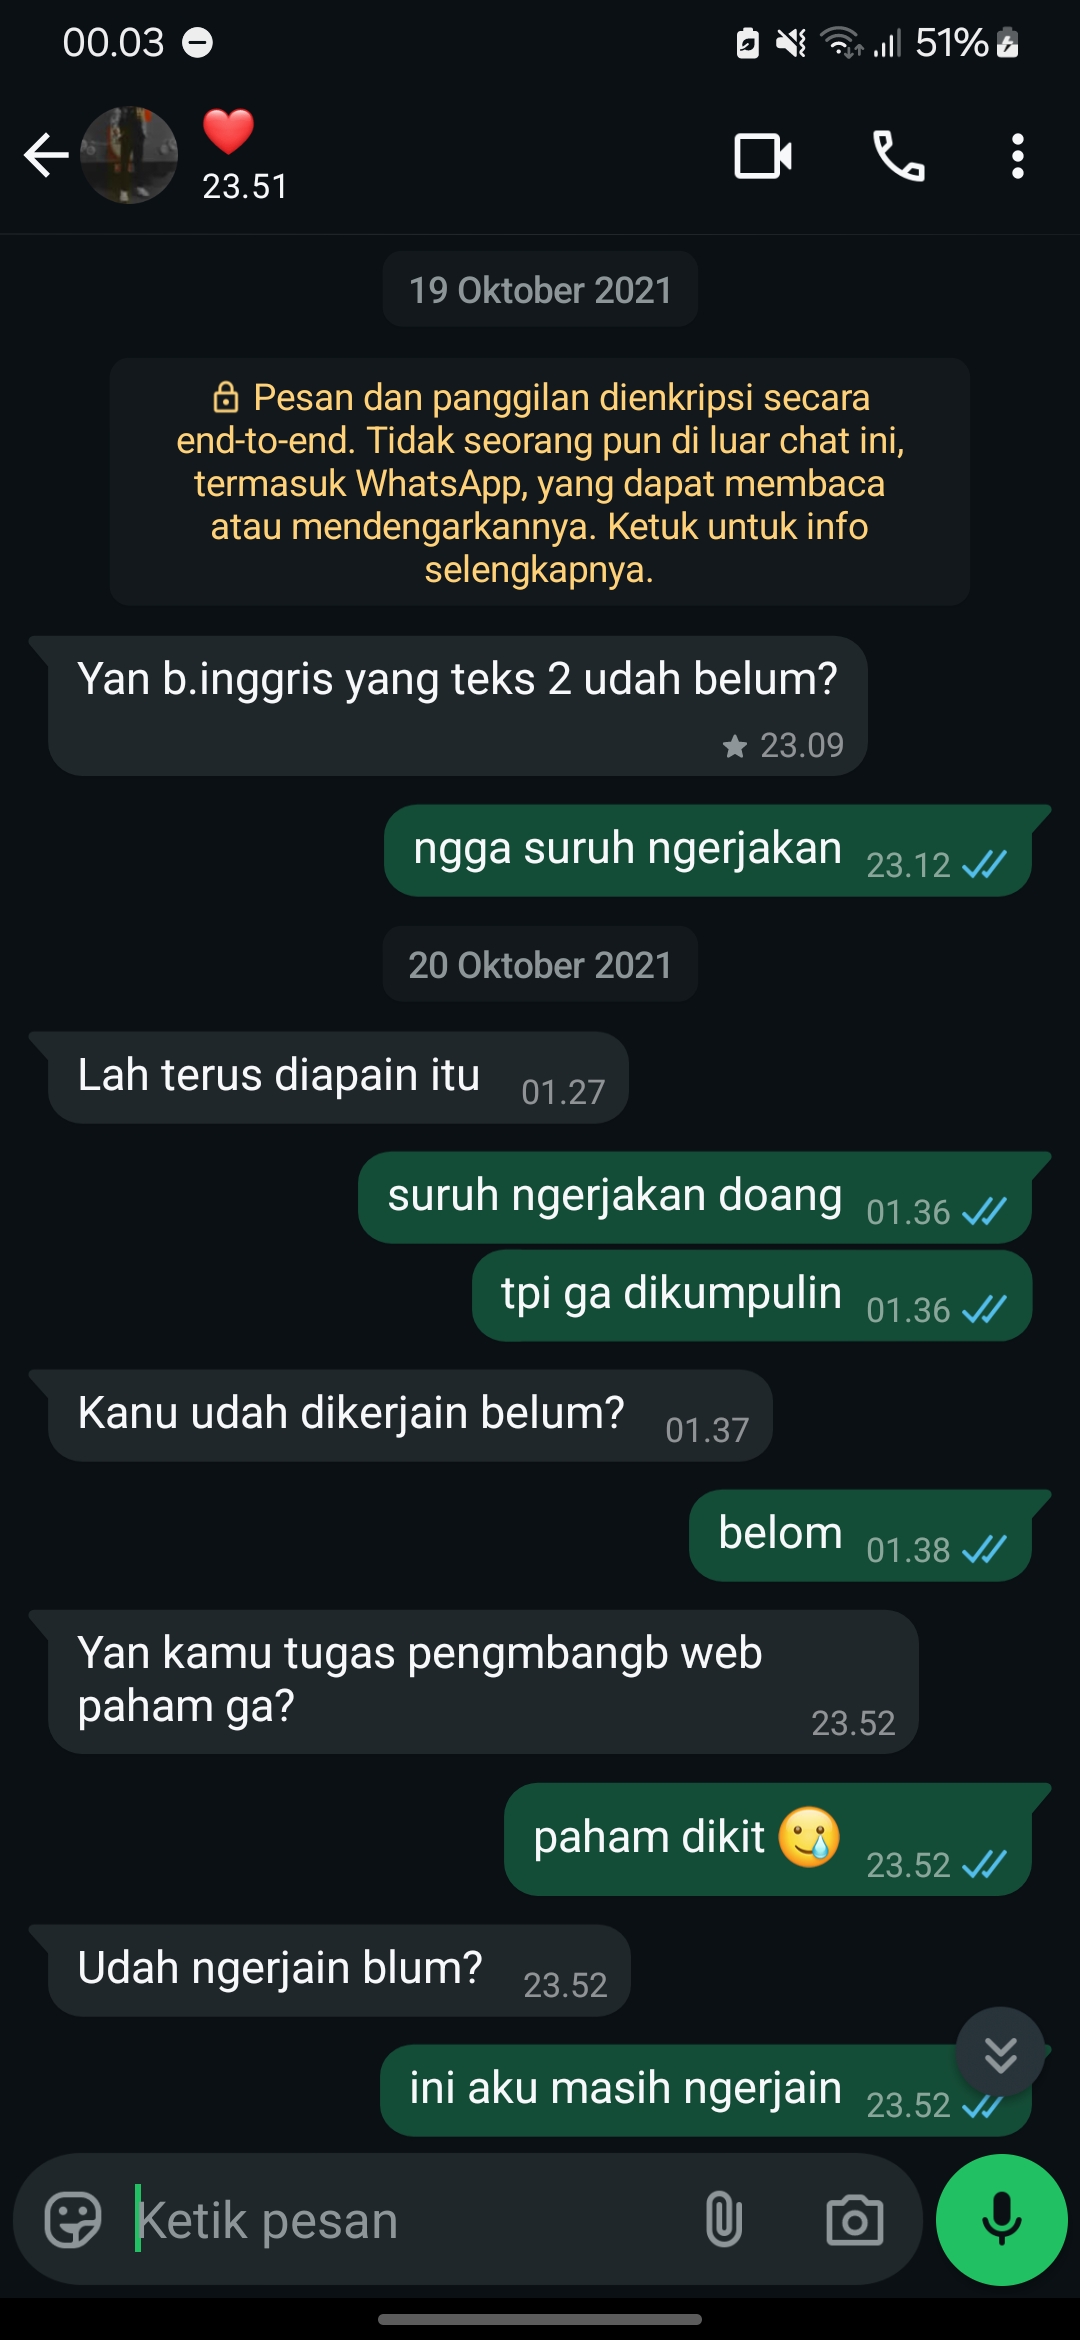 00.03
51%
❤️
23.51
19 Oktober 2021
Pesan dan panggilan dienkripsi secara
end-to-end. Tidak seorang pun di luar chat ini,
termasuk WhatsApp, yang dapat membaca
atau mendengarkannya. Ketuk untuk info
selengkapnya.
Yan b.inggris yang teks 2 udah belum?
23.09
ngga suruh ngerjakan 23.12
20 Oktober 2021
Lah terus diapain itu 01.27
suruh ngerjakan doang 01.36
tpi ga dikumpulin 01.36
Kanu udah dikerjain belum? 01.37
belom 01.38
Yan kamu tugas pengmbangb web
paham ga?
23.52
paham dikit 🥲 23.52
Udah ngerjain blum? 23.52
ini aku masih ngerjain 23.52
Ketik pesan